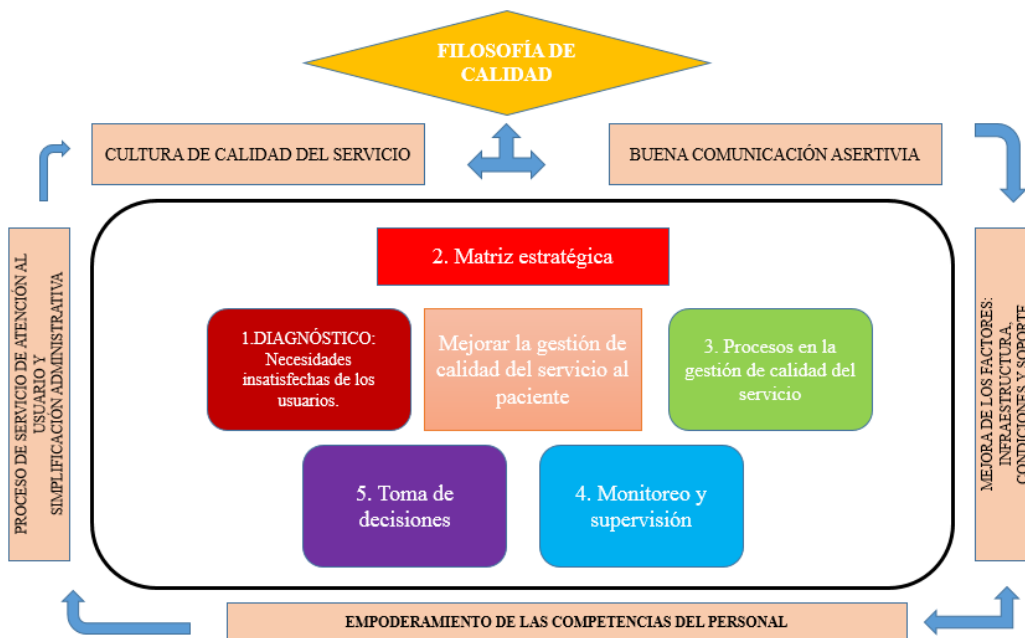 FILOSOFÍA DE
CALIDAD
CULTURA DE CALIDAD DEL SERVICIO
BUENA COMUNICACIÓN ASERTIVIA
PROCESO DE SERVICIO DE ATENCIÓN AL
USUARIO Y
SIMPLIFICACIÓN ADMINISTRATIVA
2. Matriz estratégica
1.DIAGNÓSTICO:
Necesidades
insatisfechas de los
usuarios.
Mejorar la gestión de
calidad del servicio al
paciente
3. Procesos en la
gestión de calidad del
servicio
5. Toma de
decisiones
4. Monitoreo y
supervisión
MEJORA DE LOS FACTORES:
INFRAESTRUCTURA,
CONDICIONES Y SOPORTE
EMPODERAMIENTO DE LAS COMPETENCIAS DEL PERSONAL